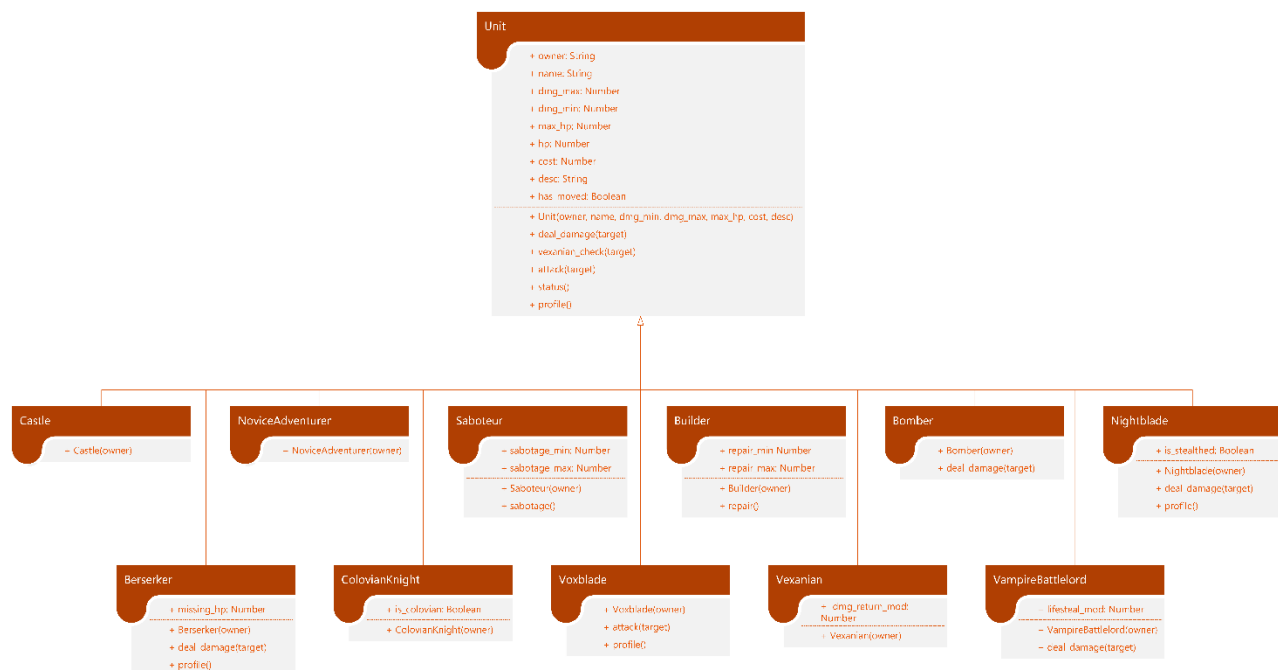 Unit
+ owner: String
+ name: String
+ dmg_max: Number
+ dmg_min: Number
+ max_hp: Number
+ hp: Number
+ cost: Number
+ desc: String
+ has_moved: Boolean
+ Unit(owner, name, dmg_min, dmg_max, max_hp, cost, desc)
+ deal_damage(target)
+ vexanian_check(target)
+ attack(target)
+ status()
+ profile()
Castle
– Castle(owner)
NoviceAdventurer
– NoviceAdventurer(owner)
Saboteur
– sabotage_min: Number
– sabotage_max: Number
– Saboteur(owner)
– sabotage()
Builder
+ repair_min Number
+ repair_max: Number
+ Builder(owner)
+ repair()
Bomber
+ Bomber(owner)
+ deal_damage(target)
Nightblade
+ is_stealthed: Boolean
+ Nightblade(owner)
+ deal_damage(target)
+ profile()
Berserker
+ missing_hp: Number
+ Berserker(owner)
+ deal_damage(target)
+ profile()
ColovianKnight
+ is_colovian: Boolean
+ ColovianKnight(owner)
Voxblade
+ Voxblade(owner)
+ attack(target)
+ profile()
Vexanian
+ dmg_return_mod:
Number
+ Vexanian(owner)
VampireBattlelord
– lifesteal_mod: Number
– VampireBattlelord(owner)
– deal_damage(target)